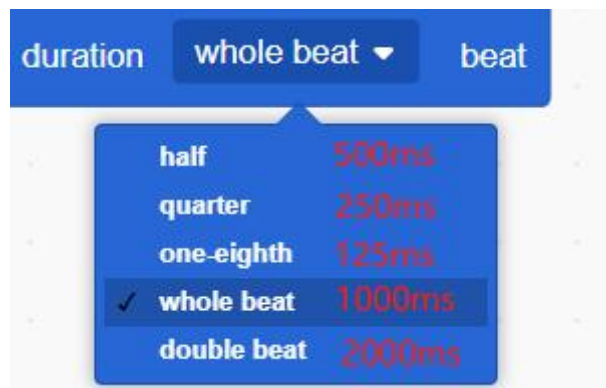 duration whole beat beat
half 500ms
quarter 250ms
one-eighth 125ms
whole beat 1000ms
double beat 2000ms